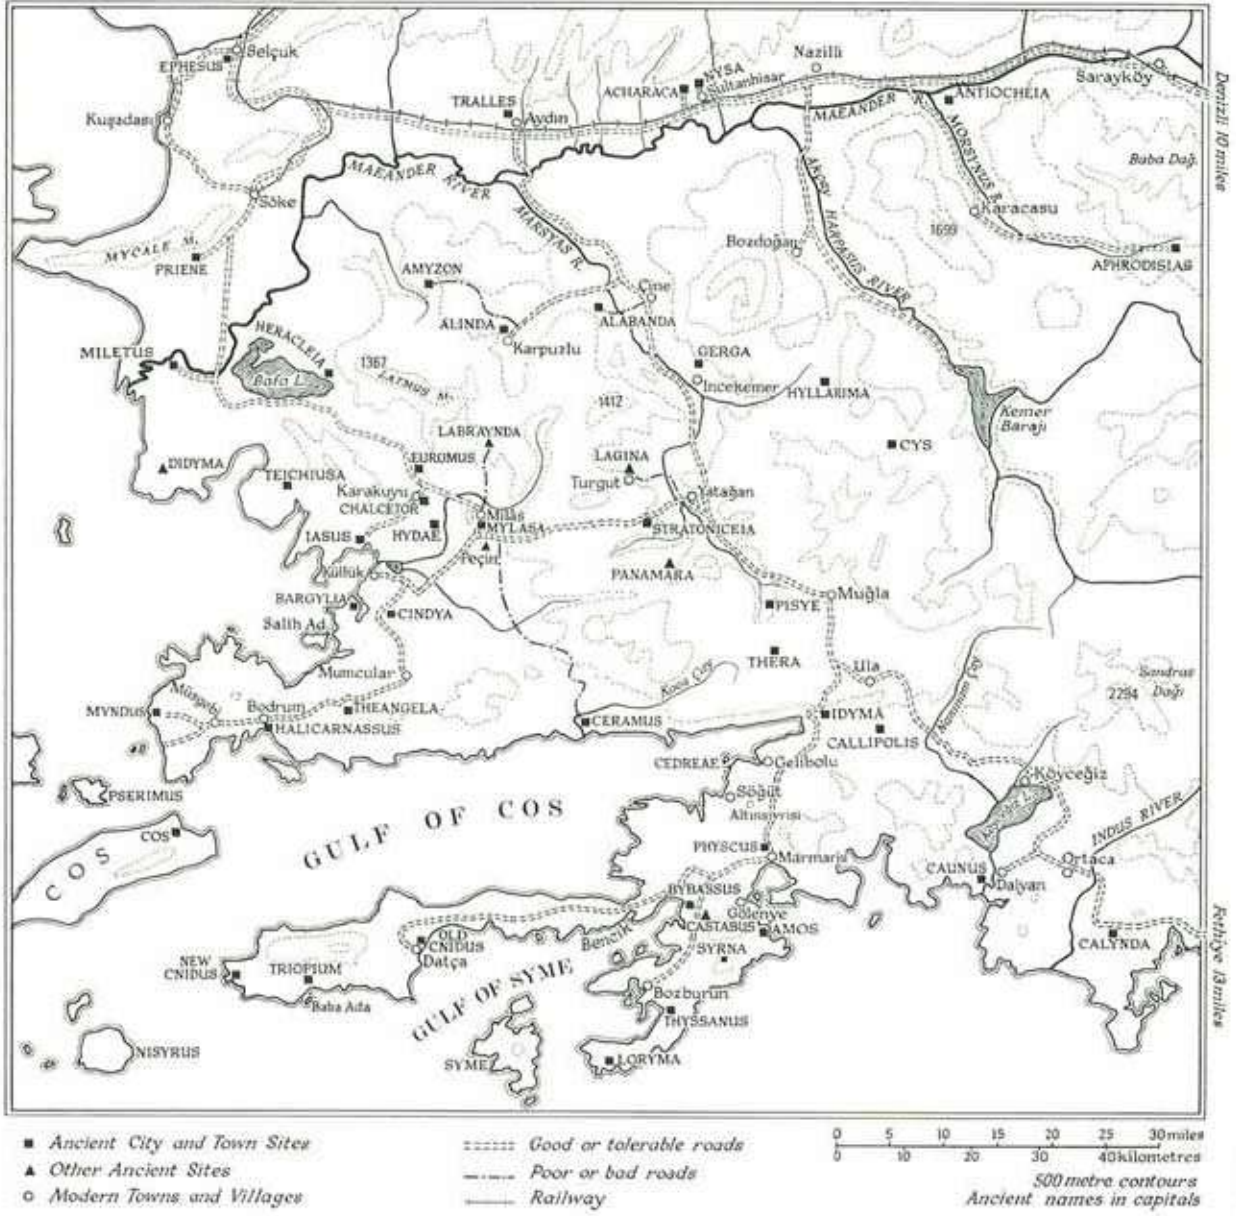 Selçuk
EPHESUS
Kuşadası
Söke
MYCALE M.
PRIENE
TRALLES
Aydın
ACHARACA
NYSA
Sultanhisar
Nazilli
Sarayköy
Denizli 10 miles
ANTIOCHEIA
MAEANDER R.
MORSYNUS R.
Baba Dağ.
Karacasu
APHRODISIAS
1699
MAEANDER RIVER
MARSYAS R.
AKÇAY HARPASUS RIVER
Bozdoğan
AMYZON
ALINDA
Karpuzlu
Çine
ALABANDA
HERACLEIA
MILETUS
Bafa L.
1367
LATMUS M.
GERGA
İncekemer
HYLLARIMA
1412
CYS
Kemer
Barajı
LABRAYNDA
EUROMUS
DIDYMA
TEICHIUSA
LAGINA
Turgut
Yatağan
Karakuyu
CHALCETOR
Milâs
MYLASA
HYDAE
IASUS
Peçin
STRATONICEIA
PANAMARA
Küllük
BARGYLIA
CINDYA
Salih Ad.
Muğla
PISYE
THERA
Ula
Mumcular
Koca Çay
Namnam Çay
Sandras
Dağı
2294
MYNDUS
Müsgebi
Bodrum
HALICARNASSUS
THEANGELA
CERAMUS
IDYMA
CALLIPOLIS
CEDREAE
Gelibolu
Söğüt
Altınsivrisi
Köyceğiz
Köyceğiz L.
INDUS RIVER
PSERIMUS
COS
COS
GULF OF COS
PHYSCUS
Marmaris
CAUNUS
Dalyan
Ortaca
BYBASSUS
Gölenye
CASTABUS
AMOS
SYRNA
Bencik
CALYNDA
Fethiye 13 miles
OLD
CNIDUS
Datça
NEW
CNIDUS
TRIOPIUM
Baba Ada
GULF OF SYME
Bozburun
THYSSANUS
LORYMA
SYME
NISYRUS
Ancient City and Town Sites
Other Ancient Sites
Modern Towns and Villages
Good or tolerable roads
Poor or bad roads
Railway
0 5 10 15 20 25 30 miles
0 10 20 30 40 kilometres
500 metre contours
Ancient names in capitals